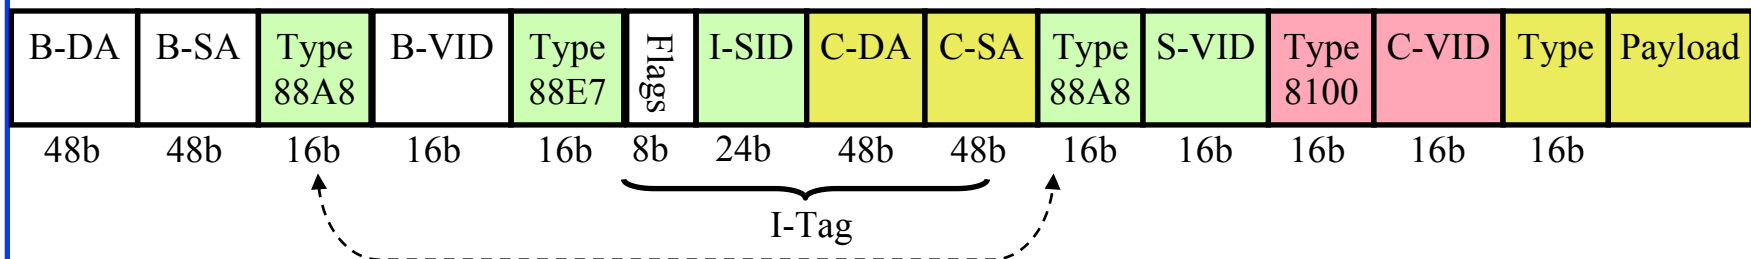 B-DA B-SA Type B-VID Type Flags I-SID C-DA C-SA Type S-VID Type C-VID Type Payload
88A8 88E7 88A8 8100
48b 48b 16b 16b 16b 8b 24b 48b 48b 16b 16b 16b 16b 16b
I-Tag